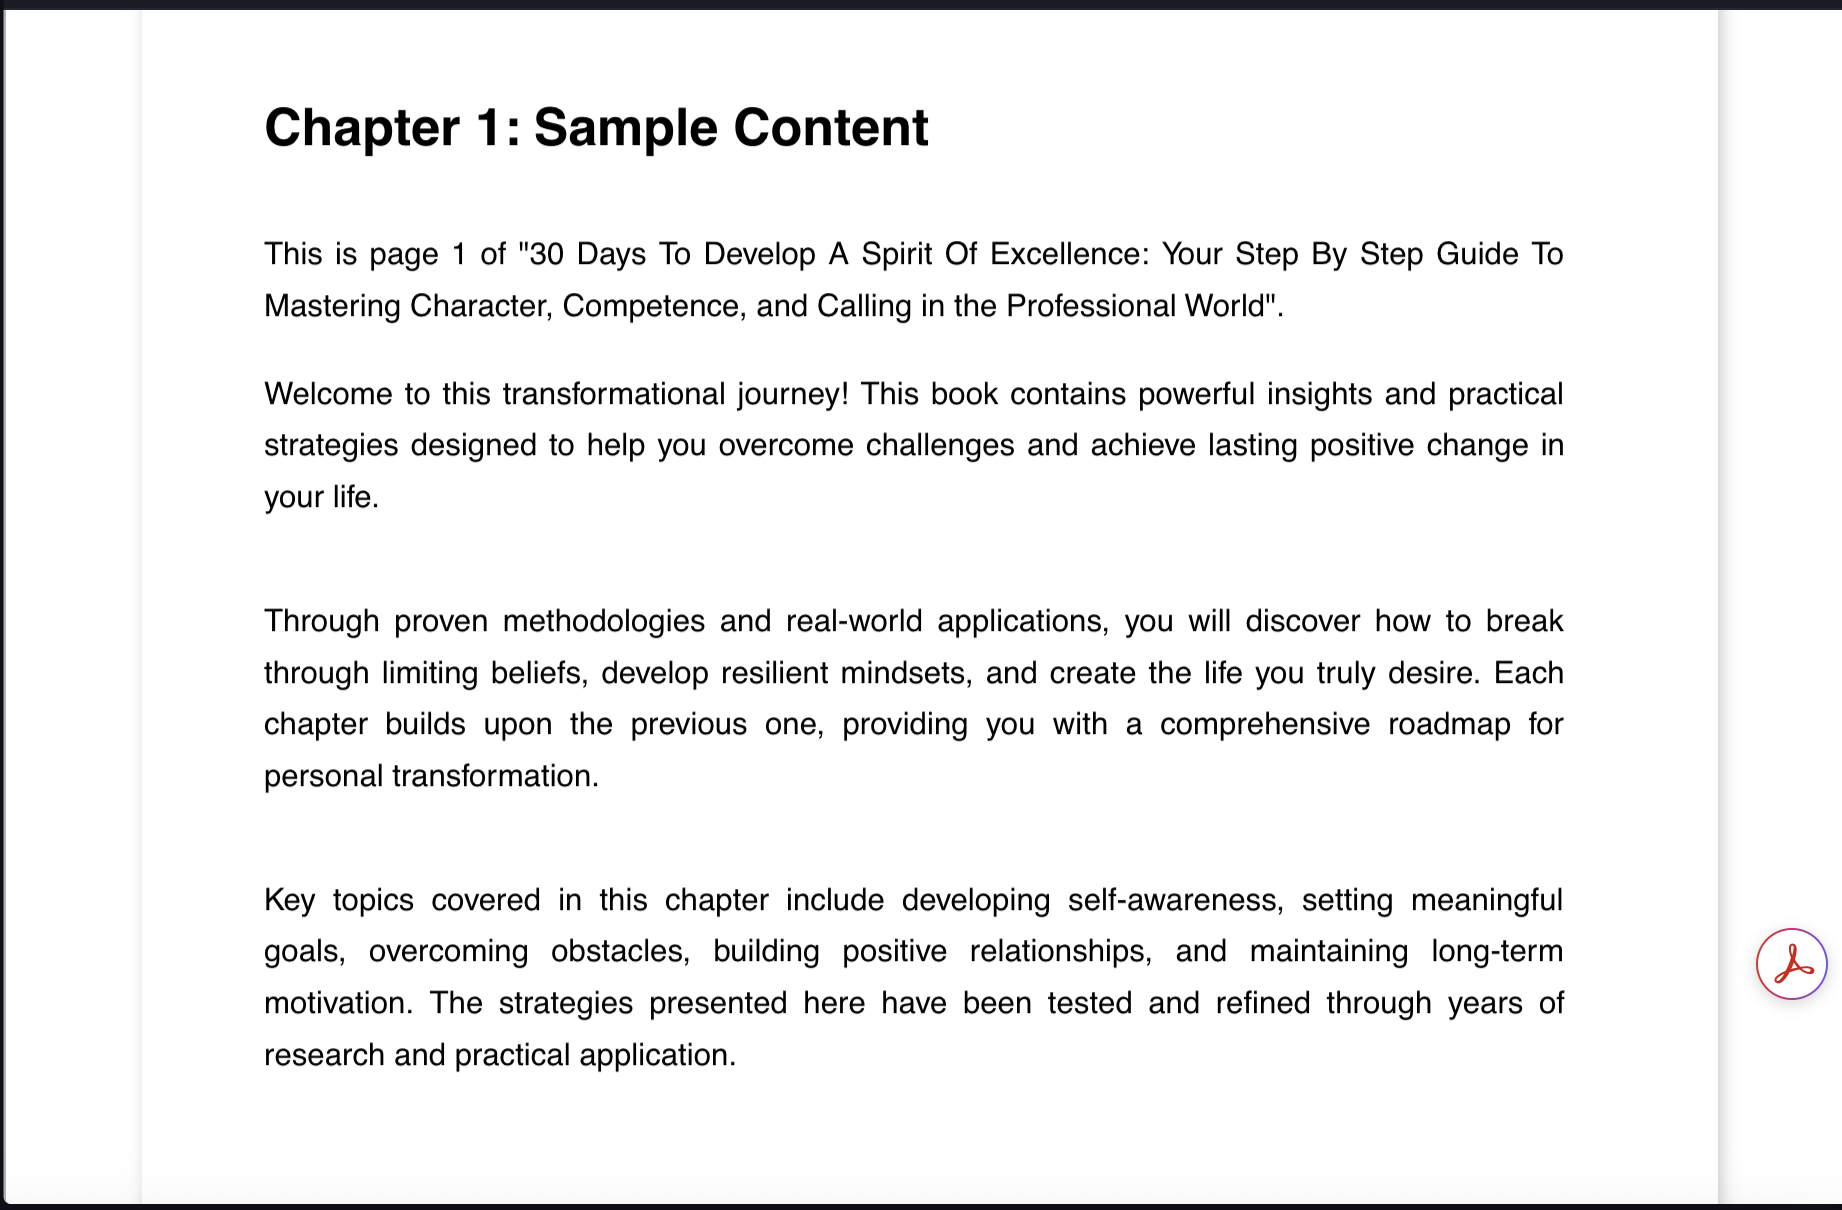 Chapter 1: Sample Content
This is page 1 of "30 Days To Develop A Spirit Of Excellence: Your Step By Step Guide To
Mastering Character, Competence, and Calling in the Professional World".
Welcome to this transformational journey! This book contains powerful insights and practical
strategies designed to help you overcome challenges and achieve lasting positive change in
your life.
Through proven methodologies and real-world applications, you will discover how to break
through limiting beliefs, develop resilient mindsets, and create the life you truly desire. Each
chapter builds upon the previous one, providing you with a comprehensive roadmap for
personal transformation.
Key topics covered in this chapter include developing self-awareness, setting meaningful
goals, overcoming obstacles, building positive relationships, and maintaining long-term
motivation. The strategies presented here have been tested and refined through years of
research and practical application.